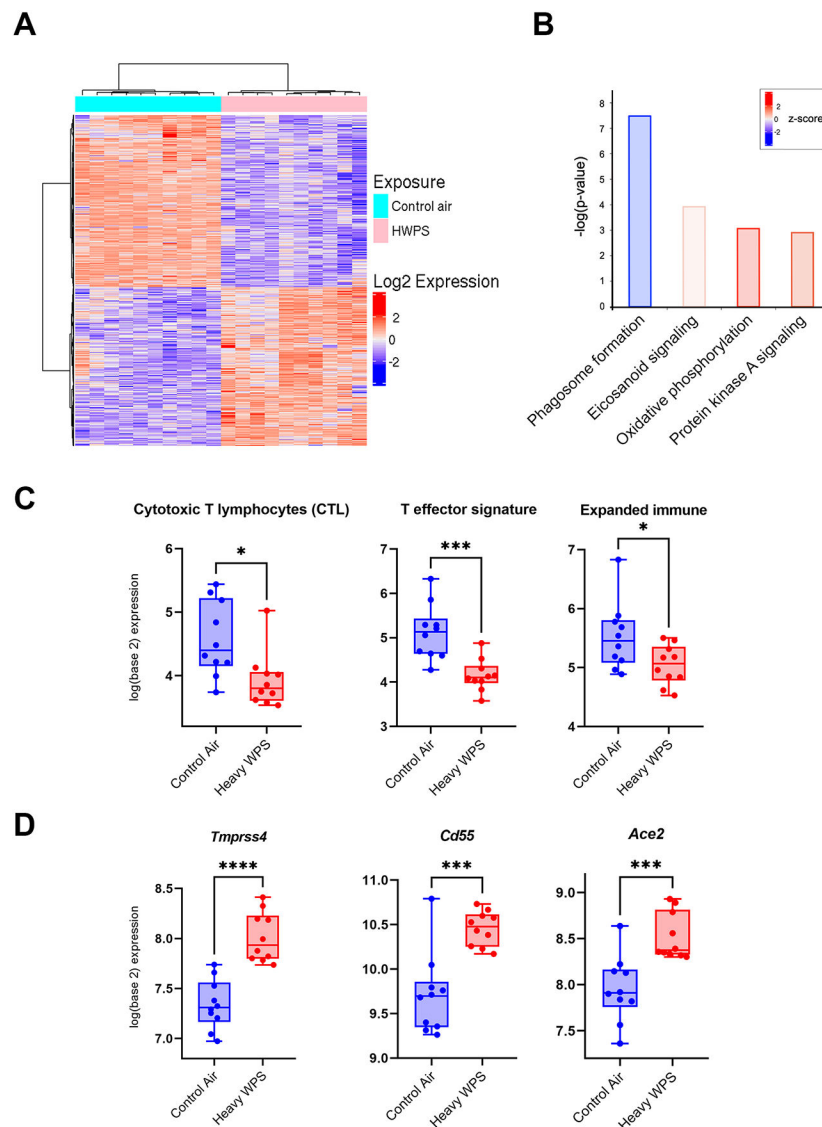 A
B
Exposure
Control air
HWPS
Log2 Expression
2
0
-2
-log(p-value)
8
7
6
5
4
3
2
1
0
4
2
0
-2
-4
z-score
Phagosome formation
Eicosanoid signaling
Oxidative phosphorylation
Protein kinase A signaling
C
Cytotoxic T lymphocytes (CTL)
T effector signature
Expanded immune
log(base 2) expression
6
5
4
*
Control Air
Heavy WPS
7
6
5
4
3
***
Control Air
Heavy WPS
7
6
5
4
*
Control Air
Heavy WPS
D
Tmprss4
Cd55
Ace2
log(base 2) expression
8.5
8.0
7.5
7.0
****
Control Air
Heavy WPS
11.0
10.5
10.0
9.5
9.0
***
Control Air
Heavy WPS
9.0
8.5
8.0
7.5
***
Control Air
Heavy WPS